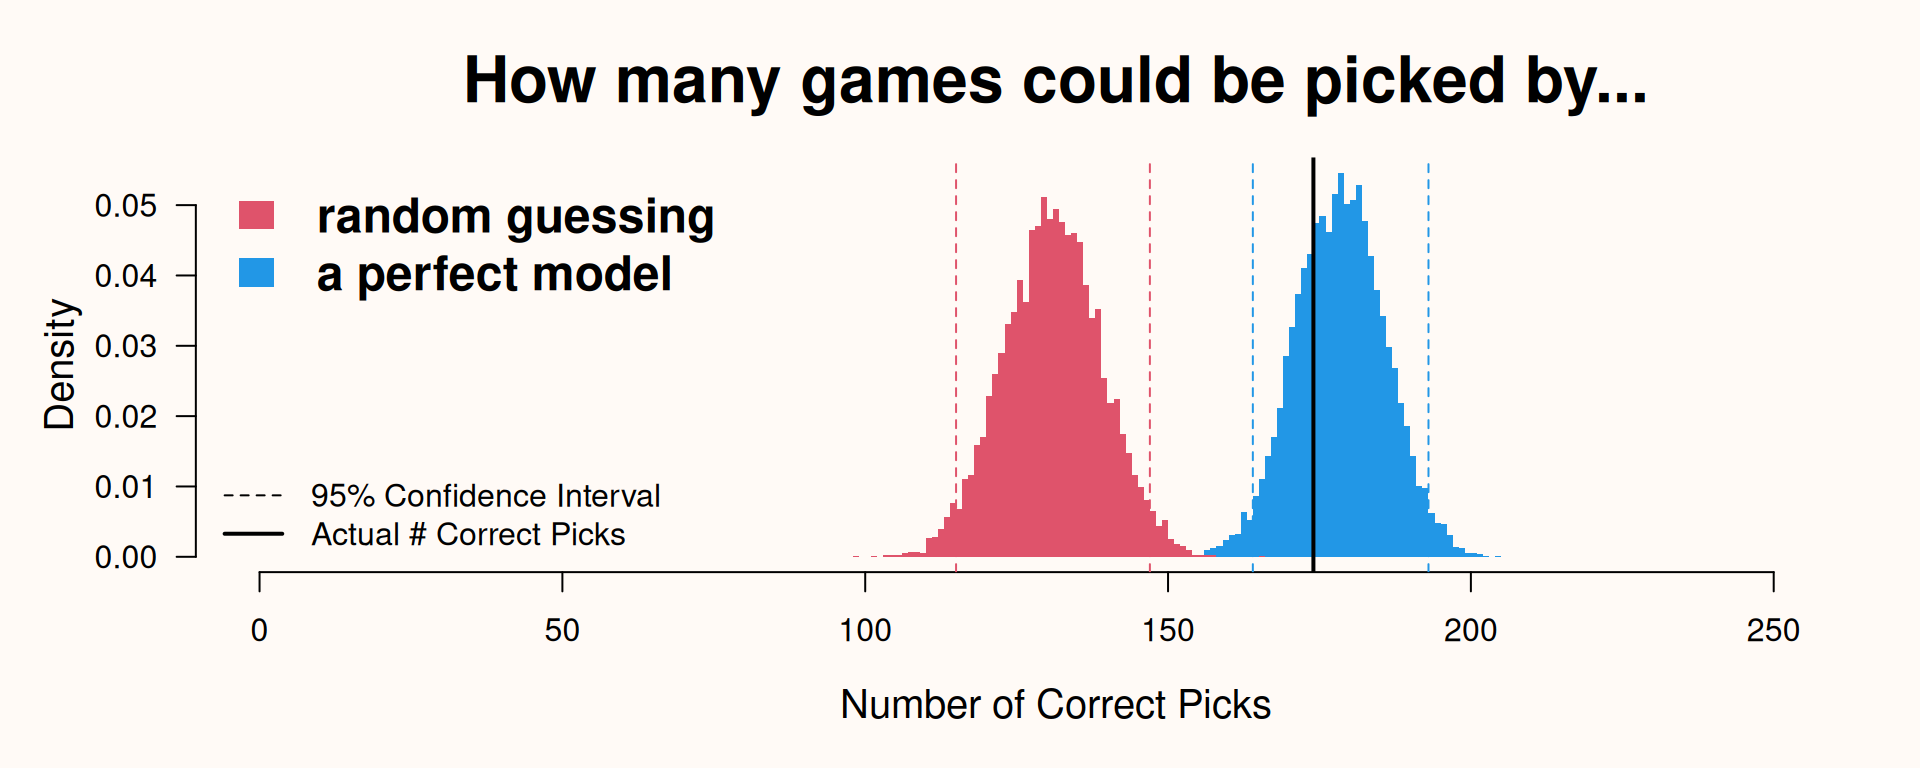 How many games could be picked by...
random guessing
a perfect model
95% Confidence Interval
Actual # Correct Picks
Density
0.05
0.04
0.03
0.02
0.01
0.00
0 50 100 150 200 250
Number of Correct Picks